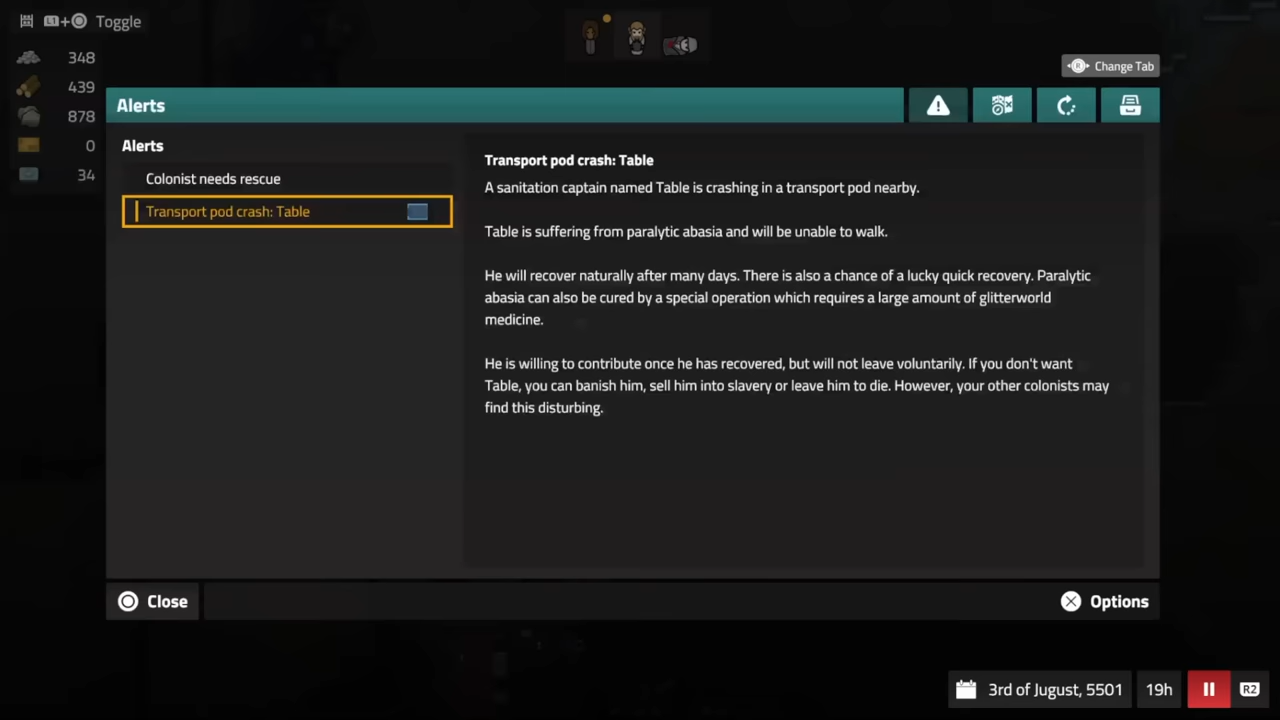 L1+ Toggle
348
439
878
0
34
R Change Tab
Alerts
Alerts
Colonist needs rescue
Transport pod crash: Table
Transport pod crash: Table
A sanitation captain named Table is crashing in a transport pod nearby.
Table is suffering from paralytic abasia and will be unable to walk.
He will recover naturally after many days. There is also a chance of a lucky quick recovery. Paralytic
abasia can also be cured by a special operation which requires a large amount of glitterworld
medicine.
He is willing to contribute once he has recovered, but will not leave voluntarily. If you don't want
Table, you can banish him, sell him into slavery or leave him to die. However, your other colonists may
find this disturbing.
Close
Options
3rd of Jugust, 5501
19h
R2